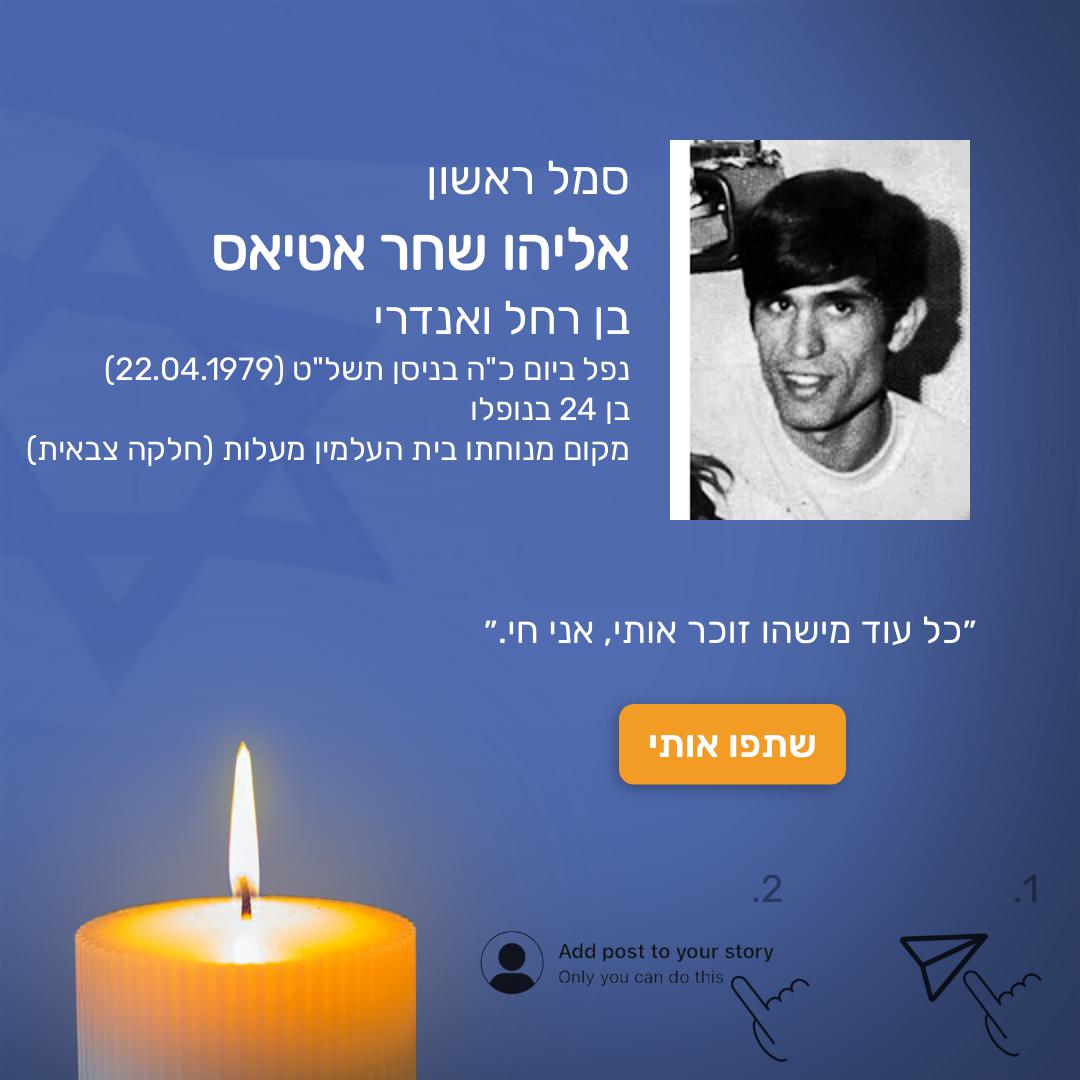 סמל ראשון
אליהו שחר אטיאס
בן רחל ואנדרי
נפל ביום כ"ה בניסן תשל"ט (22.04.1979)
בן 24 בנופלו
מקום מנוחתו בית העלמין מעלות (חלקה צבאית)
״כל עוד מישהו זוכר אותי, אני חי.״
שתפו אותי
.1
.2
Add post to your story
Only you can do this